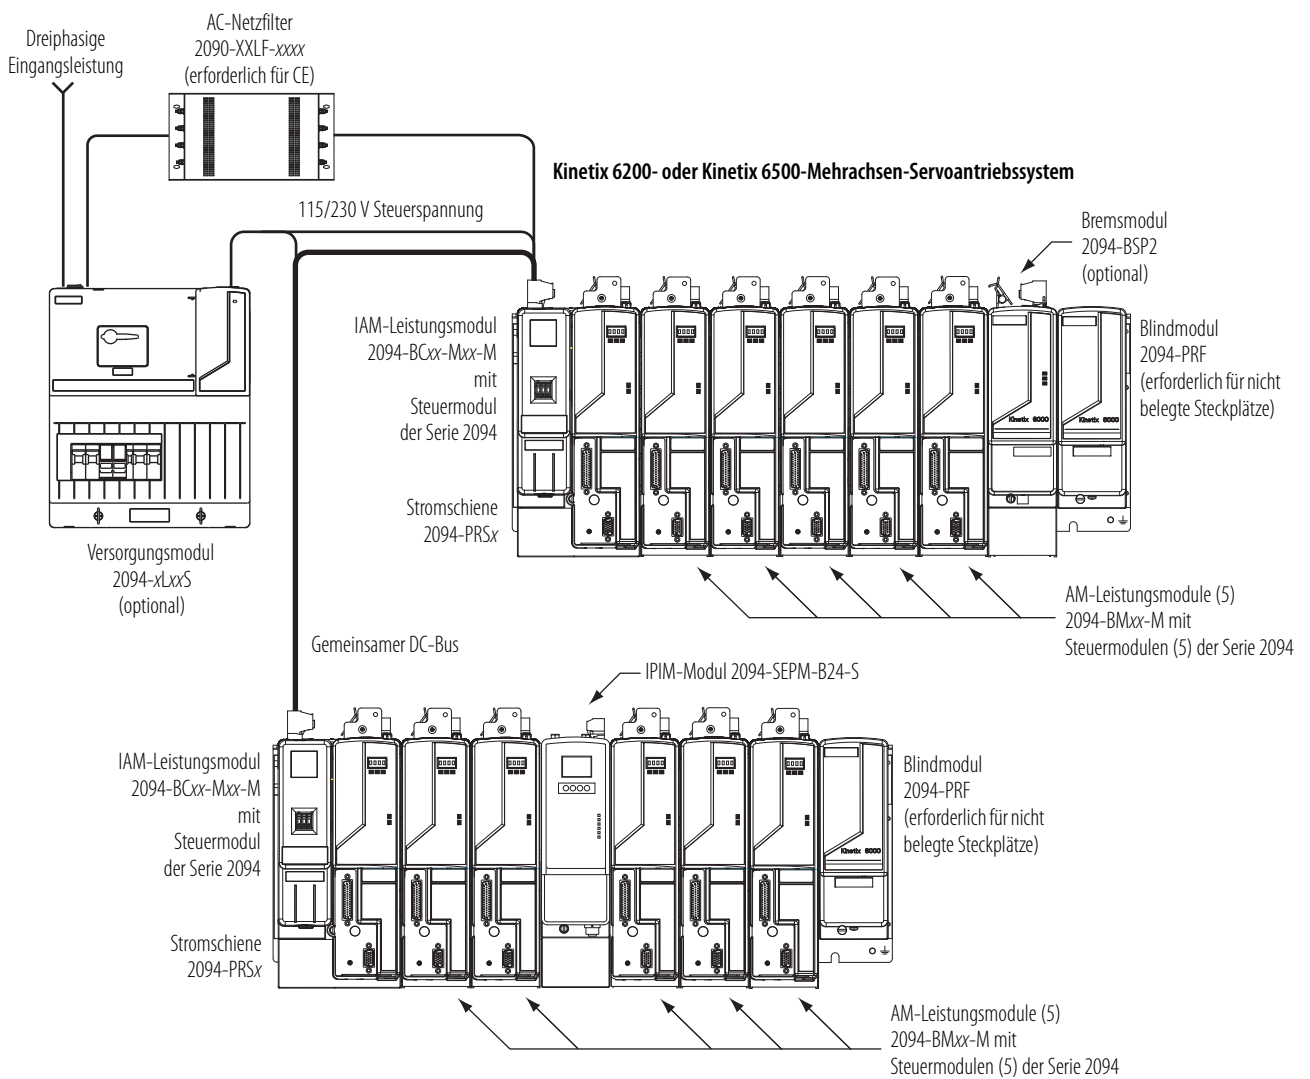 Dreiphasige
Eingangsleistung
AC-Netzfilter
2090-XXLF-xxxx
(erforderlich für CE)
Kinetix 6200- oder Kinetix 6500-Mehrachsen-Servoantriebssystem
115/230 V Steuerspannung
Bremsmodul
2094-BSP2
(optional)
IAM-Leistungsmodul
2094-BCxx-Mxx-M
mit
Steuermodul
der Serie 2094
Blindmodul
2094-PRF
(erforderlich für nicht
belegte Steckplätze)
Kinetix 6000
Kinetix 6000
Stromschiene
2094-PRSx
Versorgungsmodul
2094-xLxxS
(optional)
AM-Leistungsmodule (5)
2094-BMxx-M mit
Steuermodulen (5) der Serie 2094
Gemeinsamer DC-Bus
IPIM-Modul 2094-SEPM-B24-S
IAM-Leistungsmodul
2094-BCxx-Mxx-M
mit
Steuermodul
der Serie 2094
Blindmodul
2094-PRF
(erforderlich für nicht
belegte Steckplätze)
Kinetix 6000
Stromschiene
2094-PRSx
AM-Leistungsmodule (5)
2094-BMxx-M mit
Steuermodulen (5) der Serie 2094